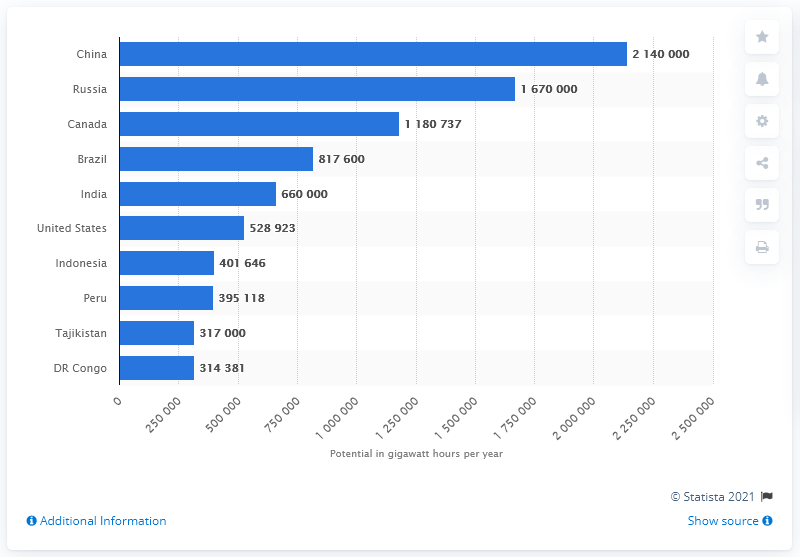 China 2 140 000
Russia 1 670 000
Canada 1 180 737
Brazil 817 600
India 660 000
United States 528 923
Indonesia 401 646
Peru 395 118
Tajikistan 317 000
DR Congo 314 381
0 250 000 500 000 750 000 1 000 000 1 250 000 1 500 000 1 750 000 2 000 000 2 250 000 2 500 000
Potential in gigawatt hours per year
© Statista 2021
Additional Information Show source